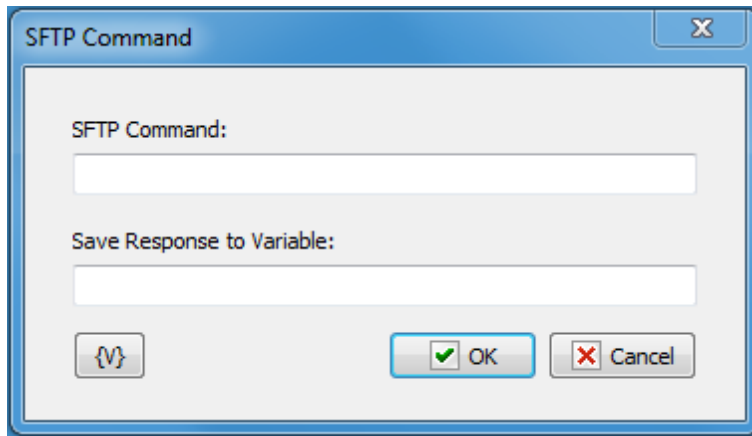 SFTP Command
SFTP Command:
Save Response to Variable:
{V} OK Cancel